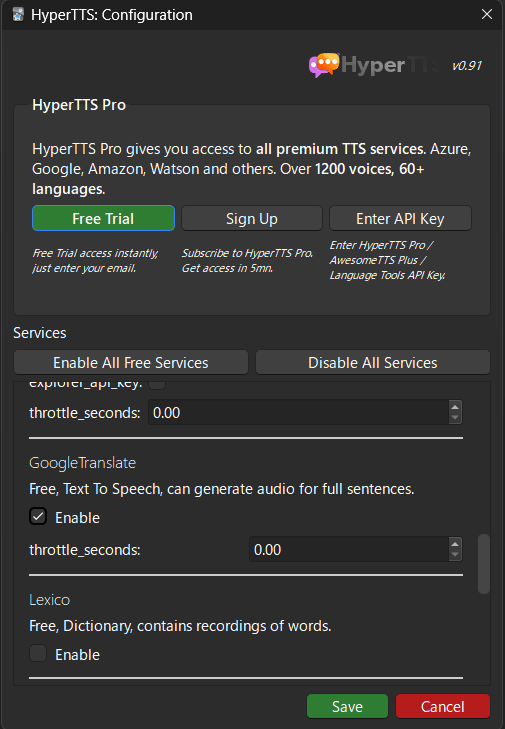 HyperTTS: Configuration
HyperTTS v0.91
HyperTTS Pro
HyperTTS Pro gives you access to all premium TTS services. Azure,
Google, Amazon, Watson and others. Over 1200 voices, 60+
languages.
Free Trial Sign Up Enter API Key
Free Trial access instantly,
just enter your email.
Subscribe to HyperTTS Pro.
Get access in 5mn.
Enter HyperTTS Pro /
AwesomeTTS Plus /
Language Tools API Key.
Services
Enable All Free Services Disable All Services
explorer_api_key:
throttle_seconds: 0.00
GoogleTranslate
Free, Text To Speech, can generate audio for full sentences.
Enable
throttle_seconds: 0.00
Lexico
Free, Dictionary, contains recordings of words.
Enable
Save Cancel